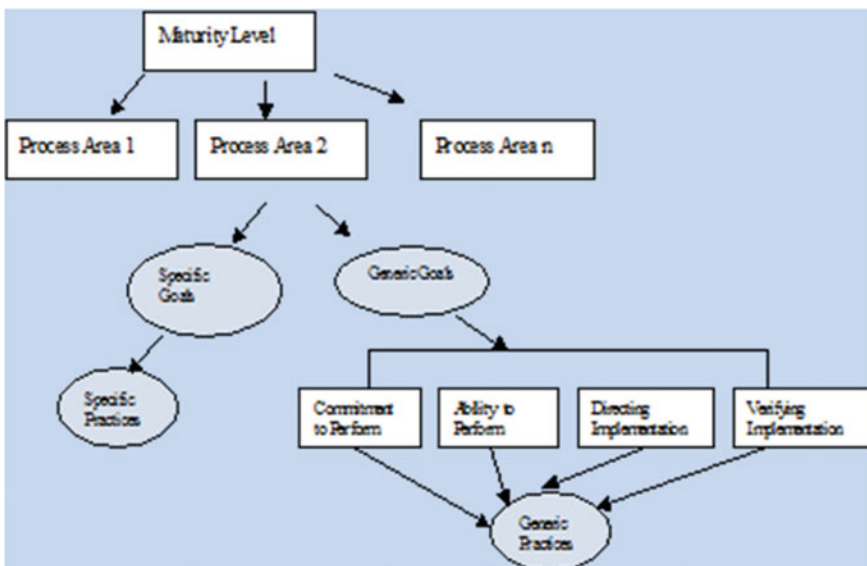 Maturity Level
Process Area 1
Process Area 2
Process Area n
Specific
Goals
Generic Goals
Specific
Practices
Commitment
to Perform
Ability to
Perform
Directing
Implementation
Verifying
Implementation
Generic
Practices